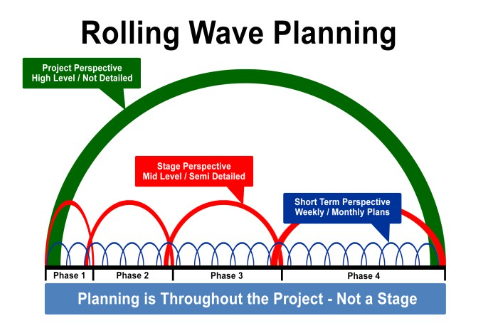 Rolling Wave Planning
Project Perspective
High Level / Not Detailed
Stage Perspective
Mid Level / Semi Detailed
Short Term Perspective
Weekly / Monthly Plans
Phase 1
Phase 2
Phase 3
Phase 4
Planning is Throughout the Project - Not a Stage